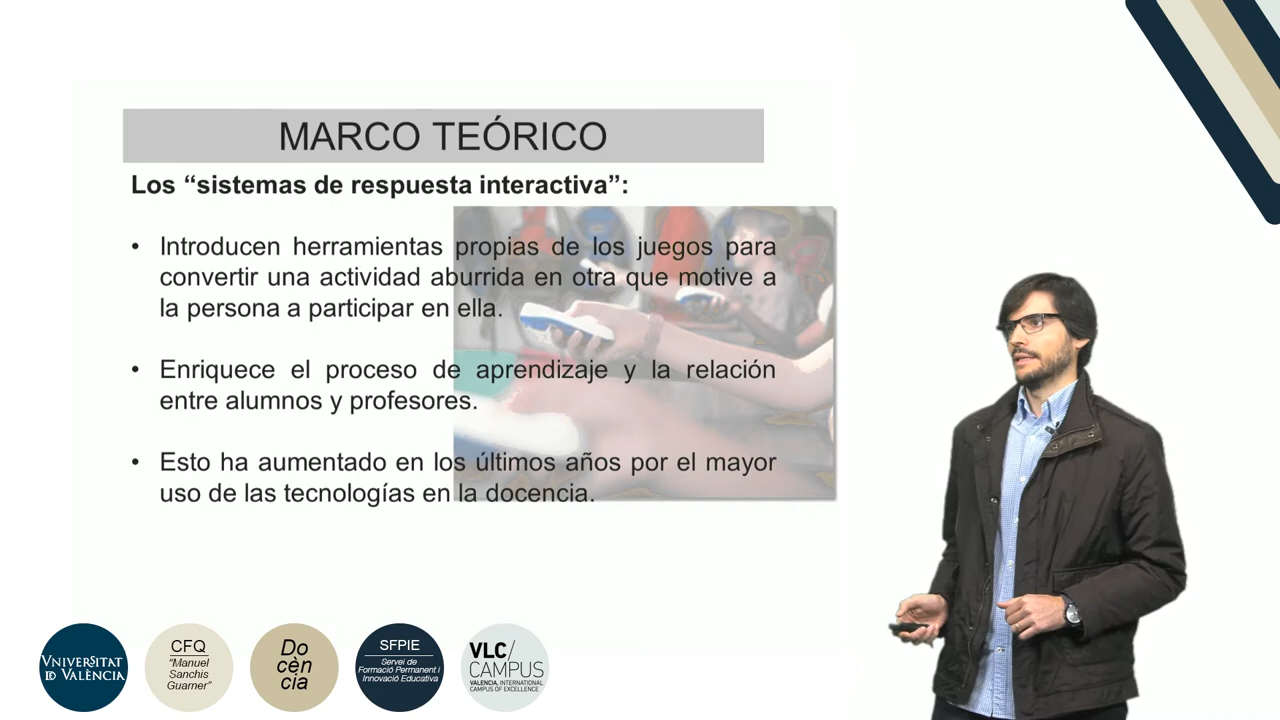 MARCO TEÓRICO
Los “sistemas de respuesta interactiva”:
• Introducen herramientas propias de los juegos para
convertir una actividad aburrida en otra que motive a
la persona a participar en ella.
• Enriquece el proceso de aprendizaje y la relación
entre alumnos y profesores.
• Esto ha aumentado en los últimos años por el mayor
uso de las tecnologías en la docencia.
VNIVERSITAT
ID VALÈNCIA
CFQ
“Manuel
Sanchis
Guarner”
Do
cèn
cia
SFPIE
Servei de
Formació Permanent i
Innovació Educativa
VLC/
CAMPUS
VALENCIA, INTERNATIONAL
CAMPUS OF EXCELLENCE